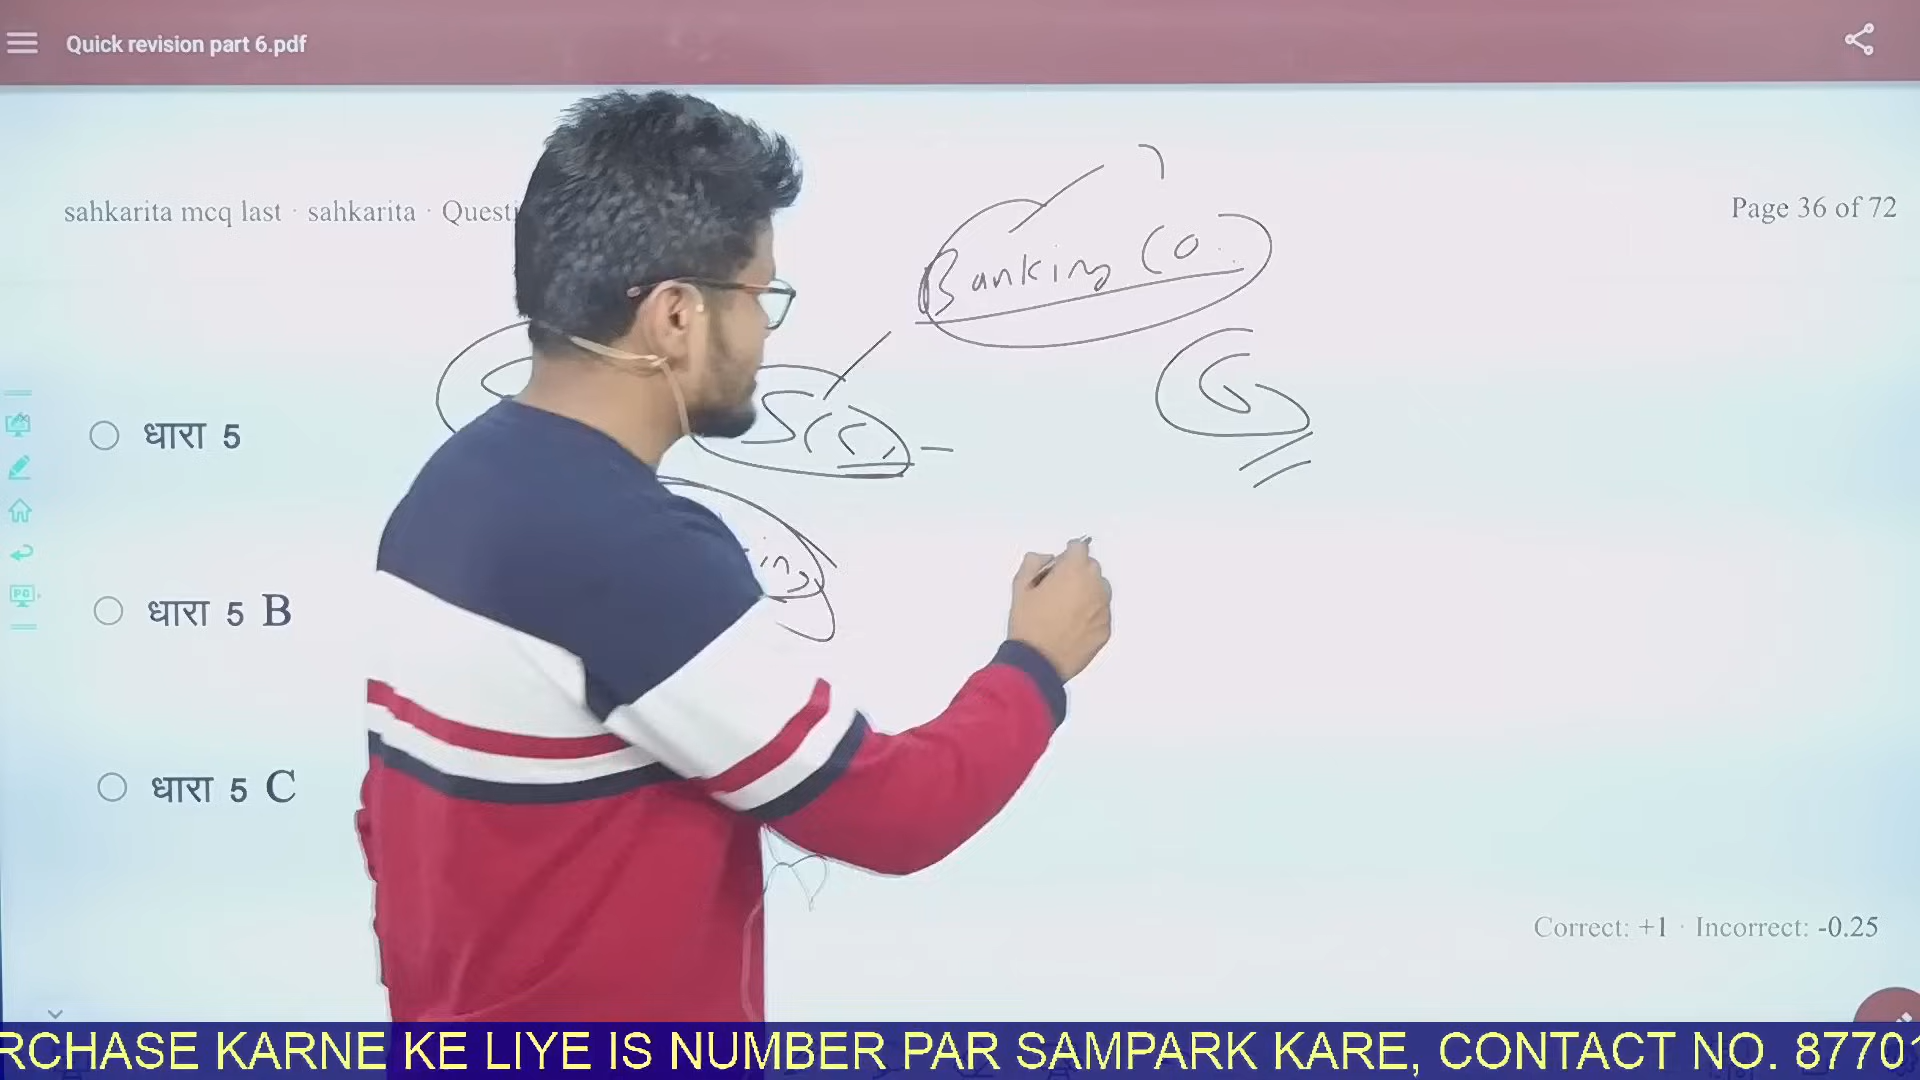 Quick revision part 6.pdf
sahkarita mcq last · sahkarita · Questi
Page 36 of 72
Banking CO.
धारा 5
धारा 5 B
धारा 5 C
Correct: +1 · Incorrect: -0.25
RCHASE KARNE KE LIYE IS NUMBER PAR SAMPARK KARE, CONTACT NO. 8770